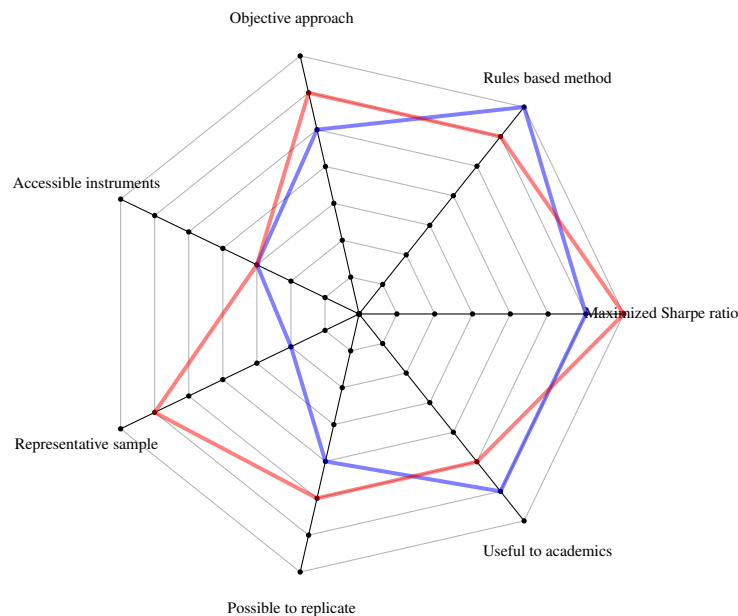 Objective approach
Rules based method
Accessible instruments
Maximized Sharpe ratio
Representative sample
Useful to academics
Possible to replicate